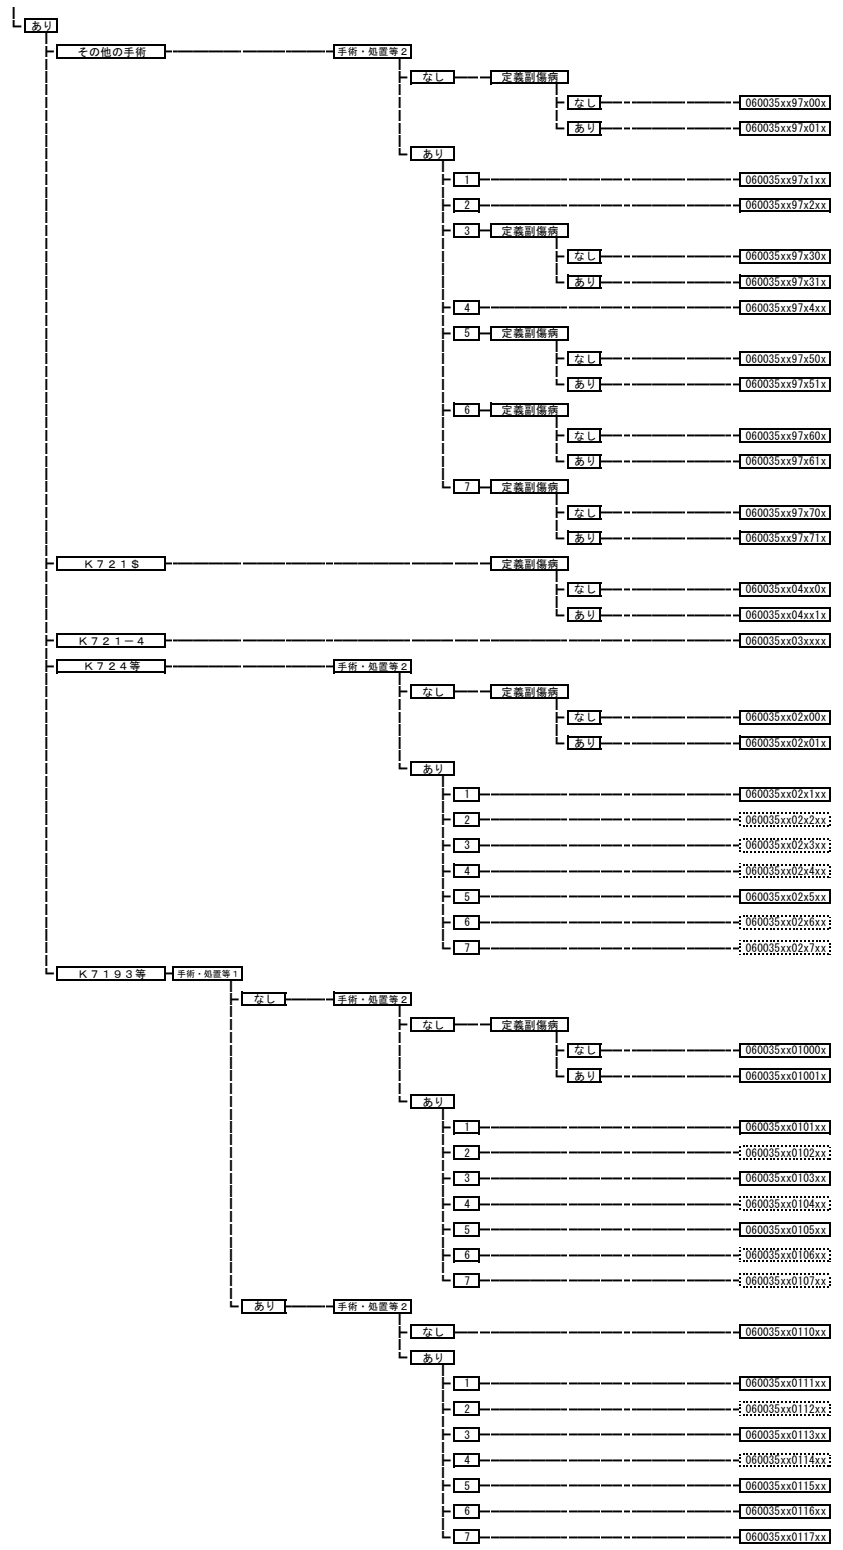 あり
その他の手術 手術・処置等２
なし 定義副傷病
なし 060035xx97x00x
あり 060035xx97x01x
あり
1 060035xx97x1xx
2 060035xx97x2xx
3 定義副傷病
なし 060035xx97x30x
あり 060035xx97x31x
4 060035xx97x4xx
5 定義副傷病
なし 060035xx97x50x
あり 060035xx97x51x
6 定義副傷病
なし 060035xx97x60x
あり 060035xx97x61x
7 定義副傷病
なし 060035xx97x70x
あり 060035xx97x71x
Ｋ７２１＄ 定義副傷病
なし 060035xx04xx0x
あり 060035xx04xx1x
Ｋ７２１－４ 060035xx03xxxx
Ｋ７２４等 手術・処置等２
なし 定義副傷病
なし 060035xx02x00x
あり 060035xx02x01x
あり
1 060035xx02x1xx
2 060035xx02x2xx
3 060035xx02x3xx
4 060035xx02x4xx
5 060035xx02x5xx
6 060035xx02x6xx
7 060035xx02x7xx
Ｋ７１９３等 手術・処置等１
なし 手術・処置等２
なし 定義副傷病
なし 060035xx01000x
あり 060035xx01001x
あり
1 060035xx0101xx
2 060035xx0102xx
3 060035xx0103xx
4 060035xx0104xx
5 060035xx0105xx
6 060035xx0106xx
7 060035xx0107xx
あり 手術・処置等２
なし 060035xx0110xx
あり
1 060035xx0111xx
2 060035xx0112xx
3 060035xx0113xx
4 060035xx0114xx
5 060035xx0115xx
6 060035xx0116xx
7 060035xx0117xx